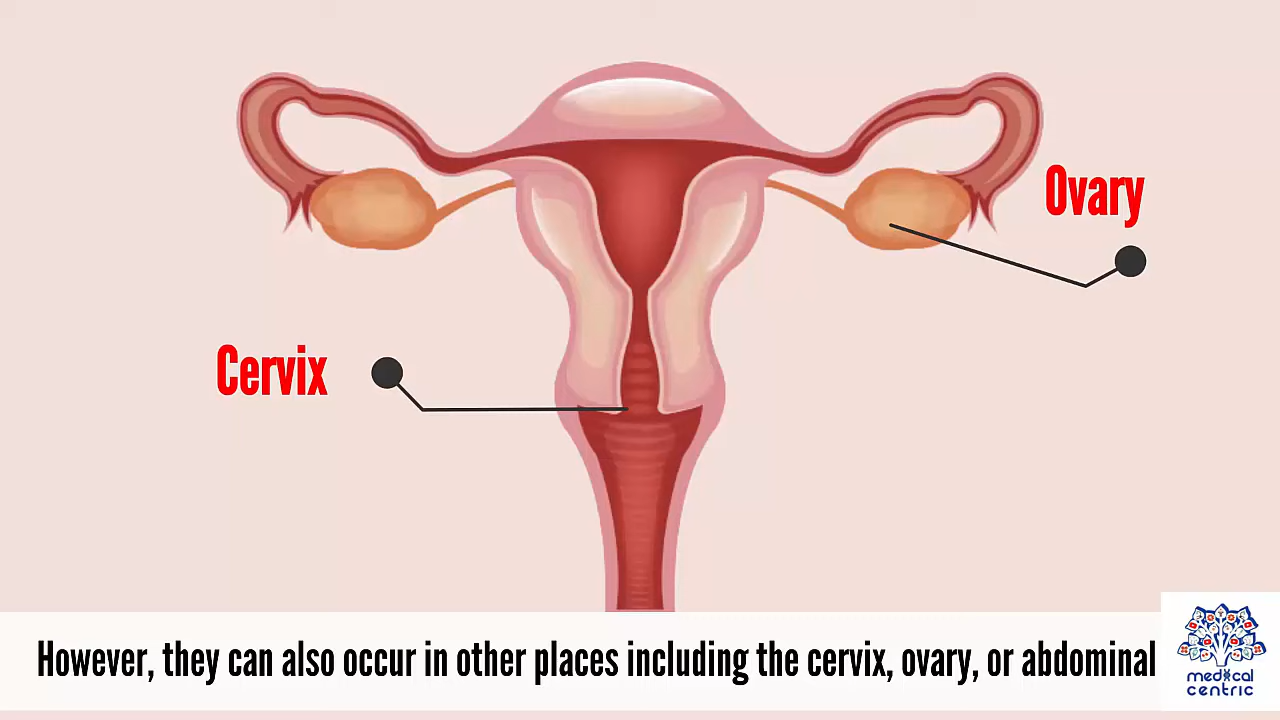 Ovary
Cervix
However, they can also occur in other places including the cervix, ovary, or abdominal
medical
centric